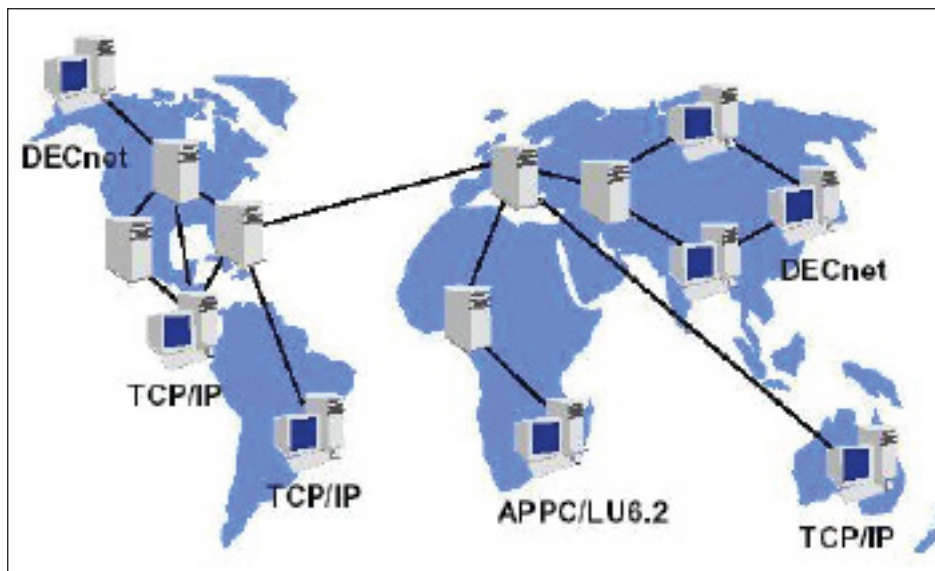 DECnet
DECnet
TCP/IP
TCP/IP
APPC/LU6.2
TCP/IP